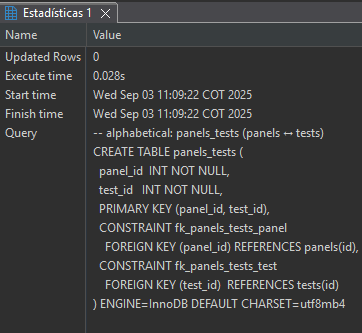 Estadísticas 1
Name Value
Updated Rows 0
Execute time 0.028s
Start time Wed Sep 03 11:09:22 COT 2025
Finish time Wed Sep 03 11:09:22 COT 2025
Query -- alphabetical: panels_tests (panels ↔ tests)
CREATE TABLE panels_tests (
  panel_id  INT NOT NULL,
  test_id   INT NOT NULL,
  PRIMARY KEY (panel_id, test_id),
  CONSTRAINT fk_panels_tests_panel
    FOREIGN KEY (panel_id) REFERENCES panels(id),
  CONSTRAINT fk_panels_tests_test
    FOREIGN KEY (test_id)  REFERENCES tests(id)
) ENGINE=InnoDB DEFAULT CHARSET=utf8mb4